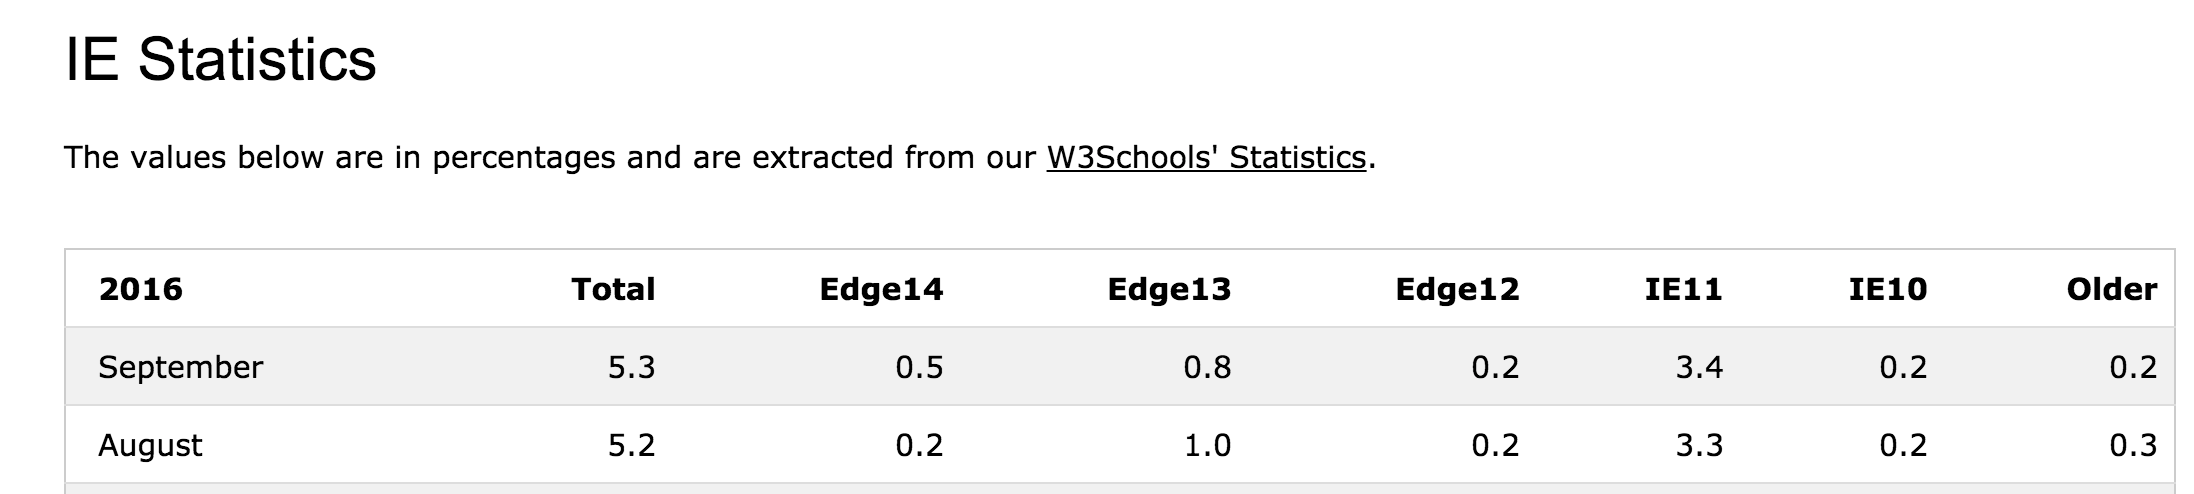 IE Statistics
The values below are in percentages and are extracted from our W3Schools' Statistics.
2016 Total Edge14 Edge13 Edge12 IE11 IE10 Older
September 5.3 0.5 0.8 0.2 3.4 0.2 0.2
August 5.2 0.2 1.0 0.2 3.3 0.2 0.3